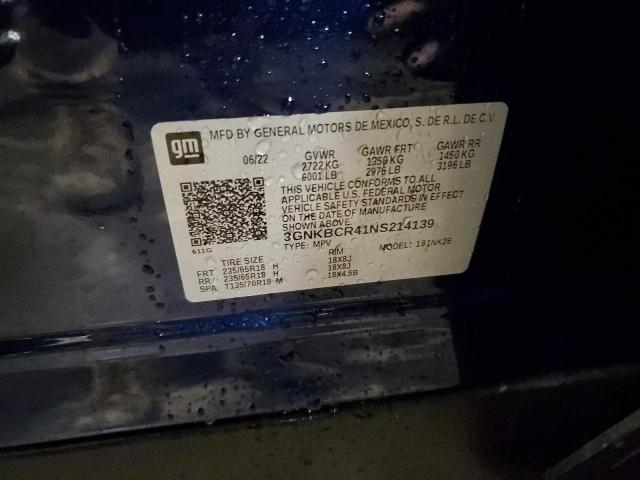 gm
MFD BY GENERAL MOTORS DE MEXICO, S. DE R.L. DE C.V.
06/22 GVWR GAWR FRT GAWR RR
2722 KG 1350 KG 1450 KG
6001 LB 2976 LB 3196 LB
THIS VEHICLE CONFORMS TO ALL
APPLICABLE U.S. FEDERAL MOTOR
VEHICLE SAFETY STANDARDS IN EFFECT
ON THE DATE OF MANUFACTURE
SHOWN ABOVE.
3GNKBCR41NS214139
611G
TYPE: MPV MODEL: 191NK26
TIRE SIZE RIM
FRT 235/65R18 H 18X8J
RR 235/65R18 H 18X8J
SPA T135/70R18 M 18X4.5B